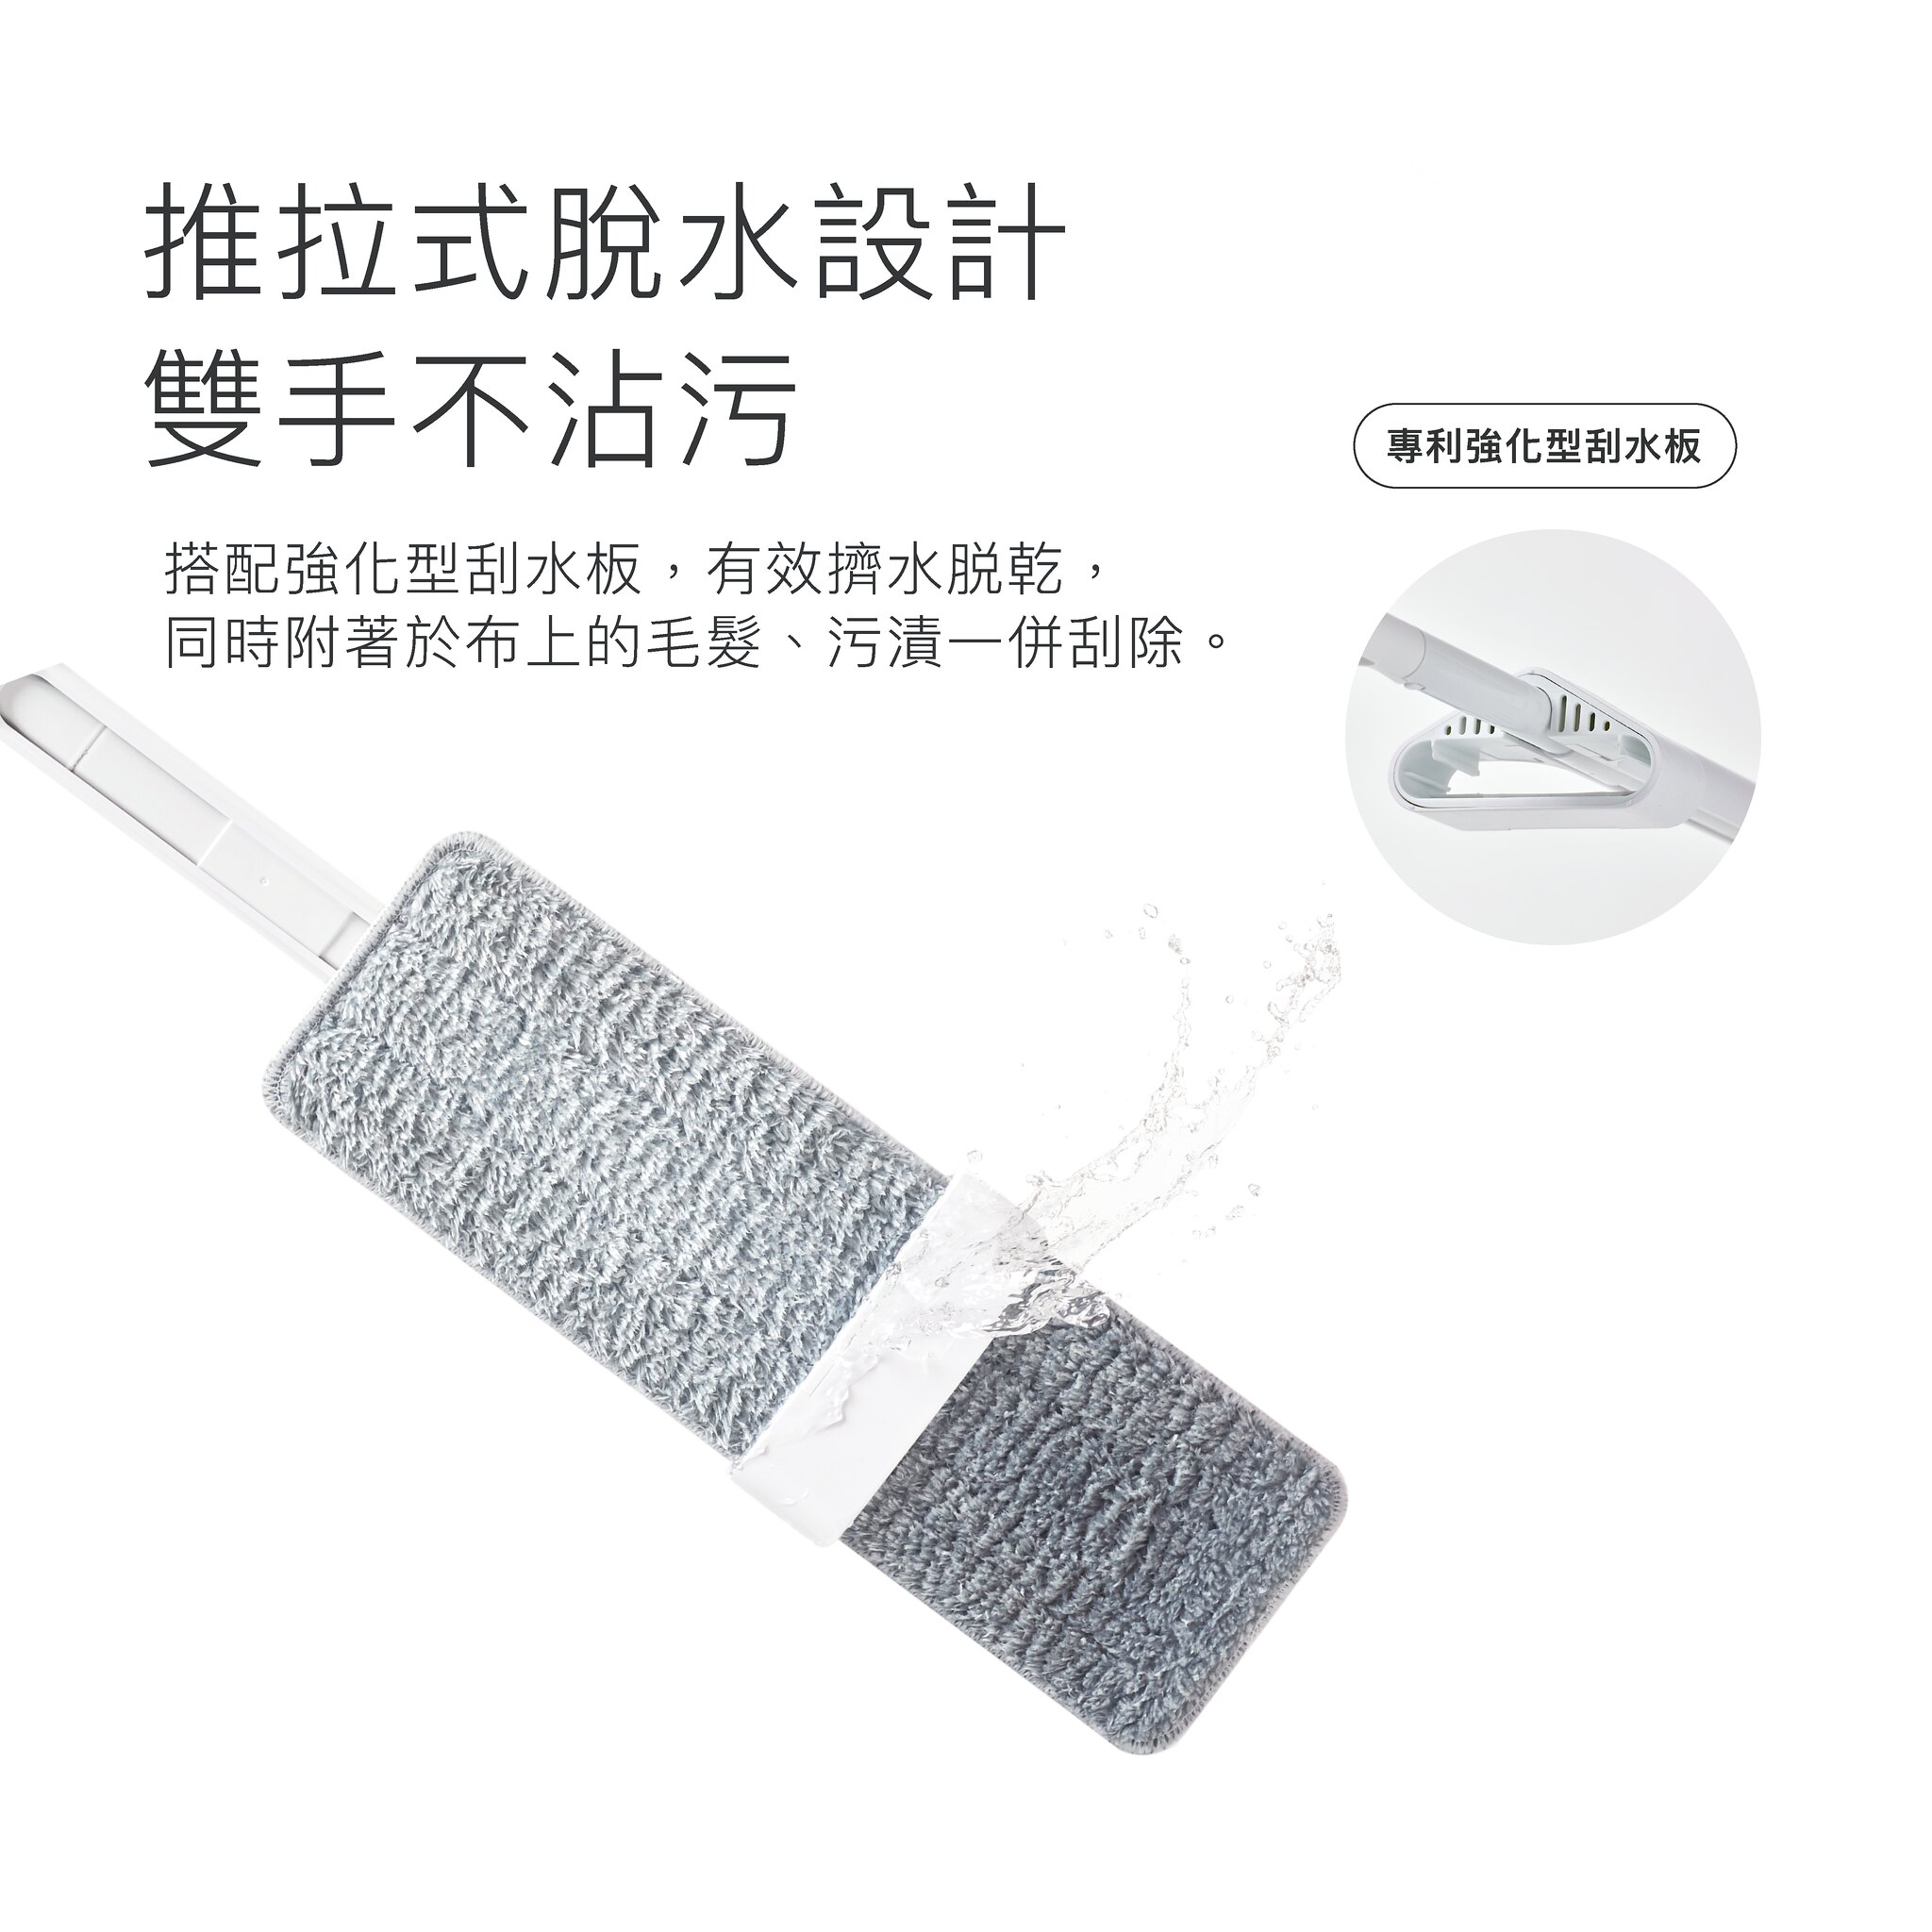 推拉式脫水設計
雙手不沾污
專利強化型刮水板
搭配強化型刮水板，有效擠水脱乾，
同時附著於布上的毛髮、污漬一併刮除。